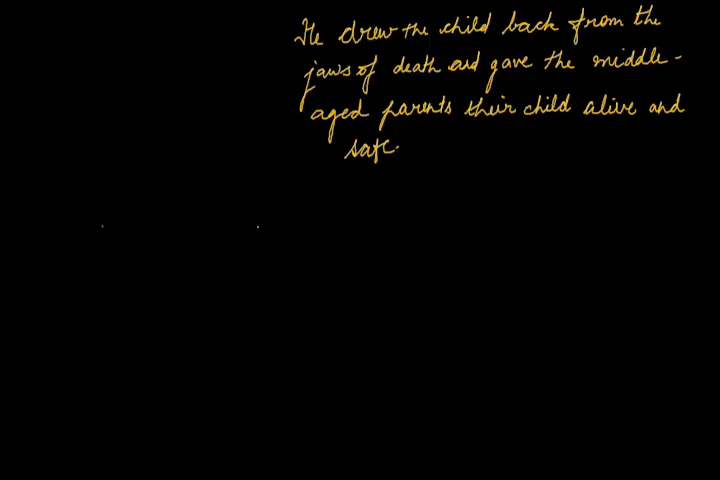 He drew the child back from the
jaws of death and gave the middle-
aged parents their child alive and
safe.